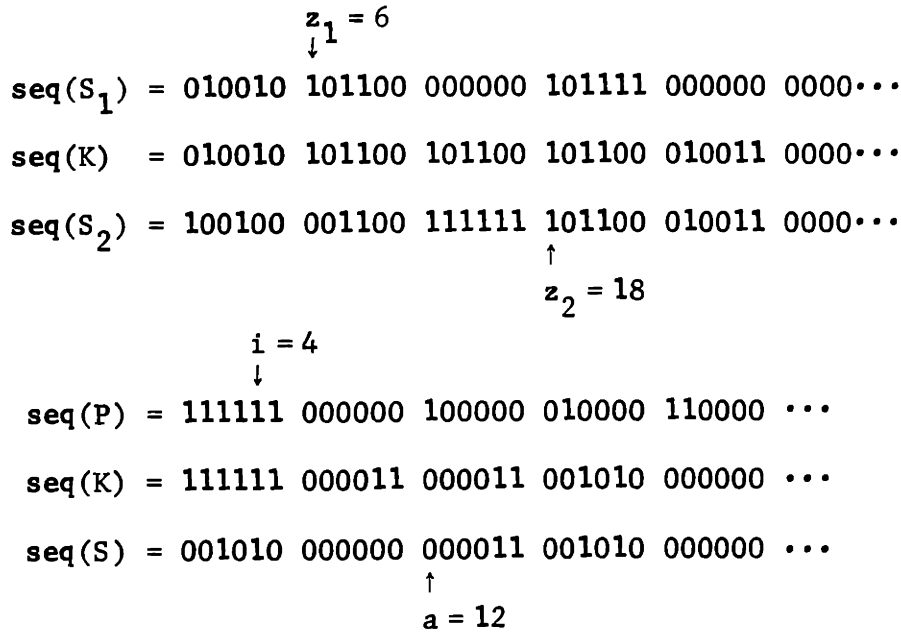 z₁ = 6
↓
seq(S₁) = 010010 101100 000000 101111 000000 0000···
seq(K) = 010010 101100 101100 101100 010011 0000···
seq(S₂) = 100100 001100 111111 101100 010011 0000···
↑
z₂ = 18
i = 4
↓
seq(P) = 111111 000000 100000 010000 110000 ···
seq(K) = 111111 000011 000011 001010 000000 ···
seq(S) = 001010 000000 000011 001010 000000 ···
↑
a = 12